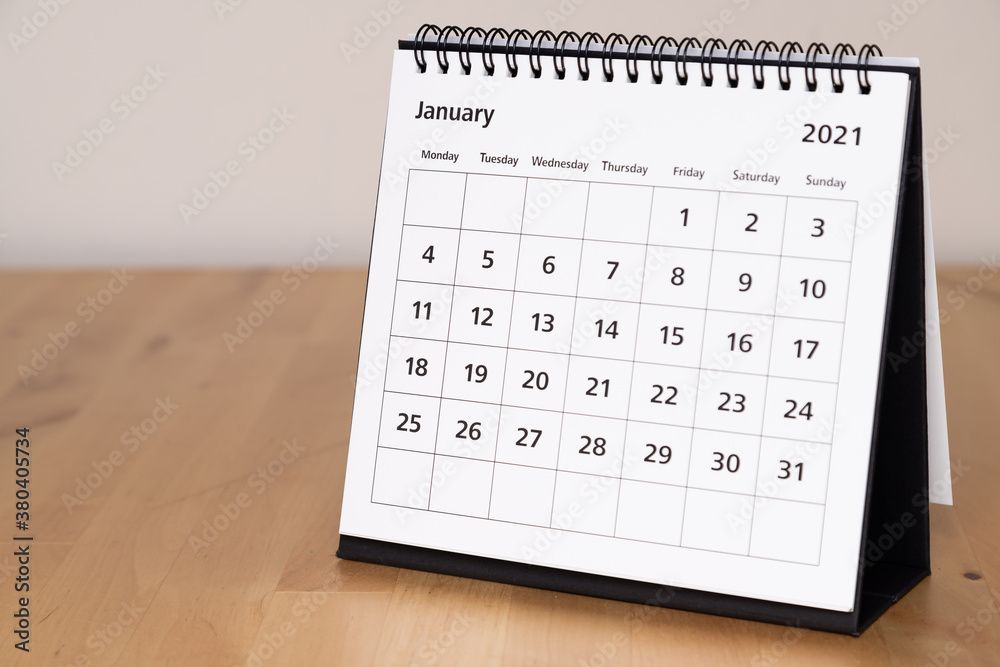 January
2021
Monday Tuesday Wednesday Thursday Friday Saturday Sunday
1 2 3
4 5 6 7 8 9 10
11 12 13 14 15 16 17
18 19 20 21 22 23 24
25 26 27 28 29 30 31
Adobe Stock | #380405734